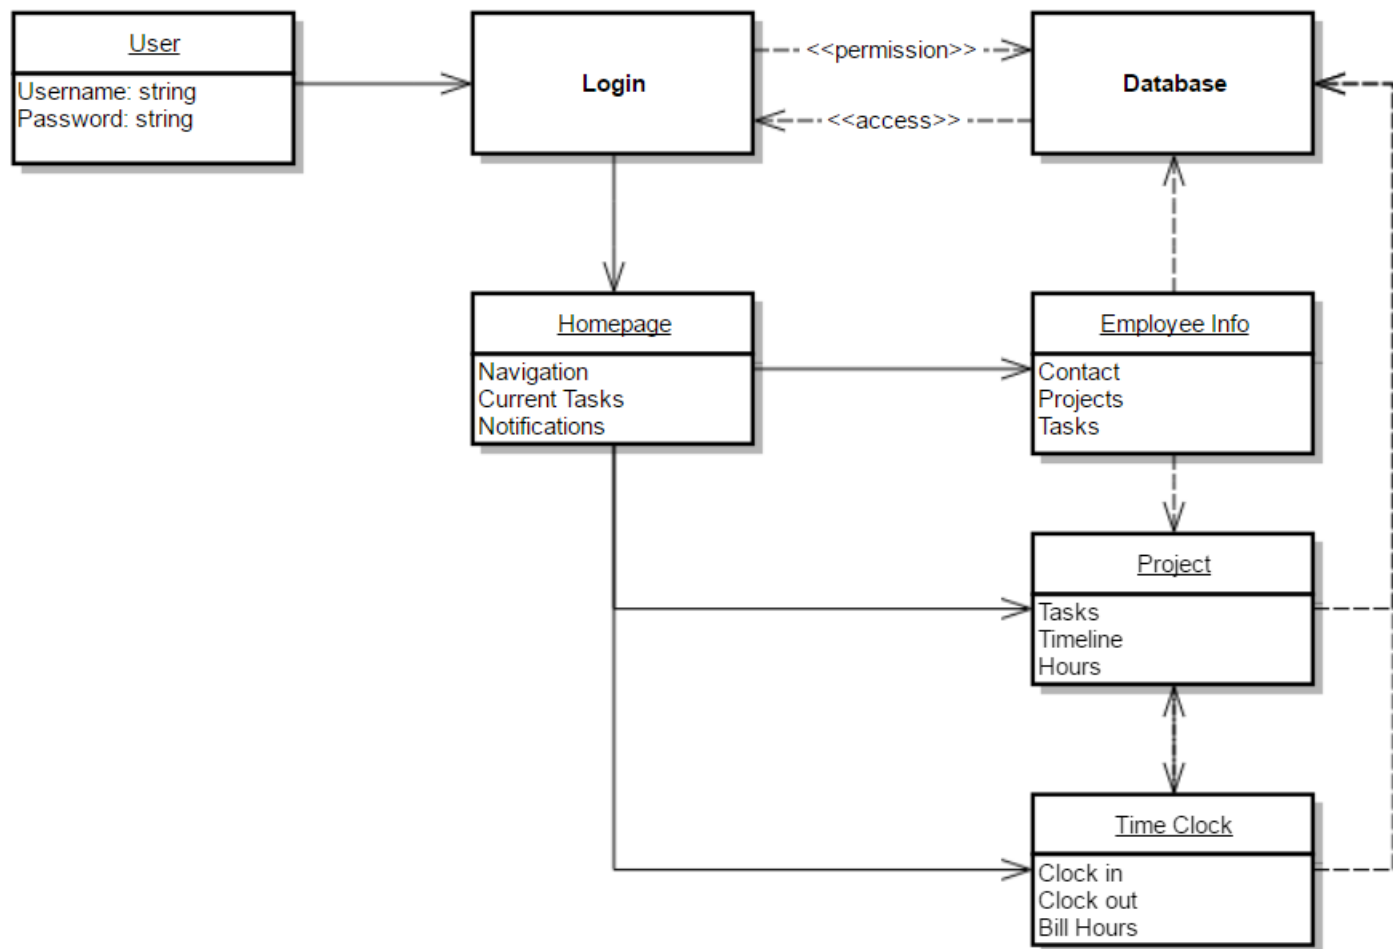 User
Username: string
Password: string
Login
<<permission>>
<<access>>
Database
Homepage
Navigation
Current Tasks
Notifications
Employee Info
Contact
Projects
Tasks
Project
Tasks
Timeline
Hours
Time Clock
Clock in
Clock out
Bill Hours